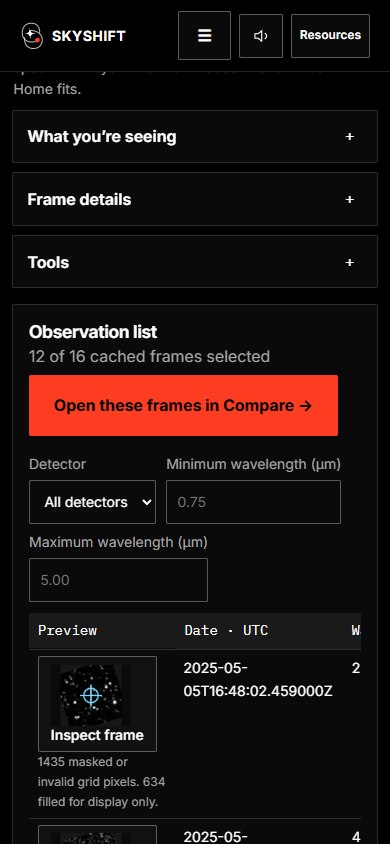 SKYSHIFT
Resources
Home fits.
What you're seeing
+
Frame details
+
Tools
+
Observation list
12 of 16 cached frames selected
Open these frames in Compare →
Detector
Minimum wavelength (µm)
All detectors
0.75
Maximum wavelength (µm)
5.00
Preview
Date · UTC
2025-05-
05T16:48:02.459000Z
2
Inspect frame
1435 masked or
invalid grid pixels. 634
filled for display only.
2025-05-
4